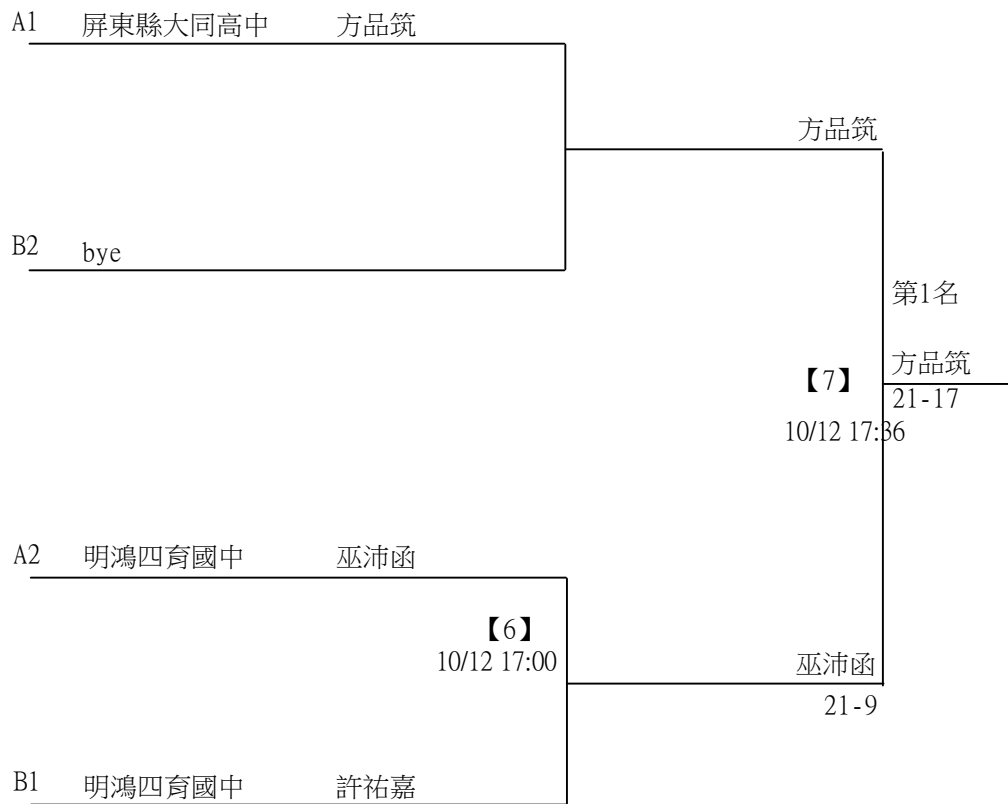 A1 屏東縣大同高中 方品筑
方品筑
B2 bye
第1名
方品筑
【7】
21-17
10/12 17:36
A2 明鴻四育國中 巫沛函
【6】
10/12 17:00
巫沛函
21-9
B1 明鴻四育國中 許祐嘉